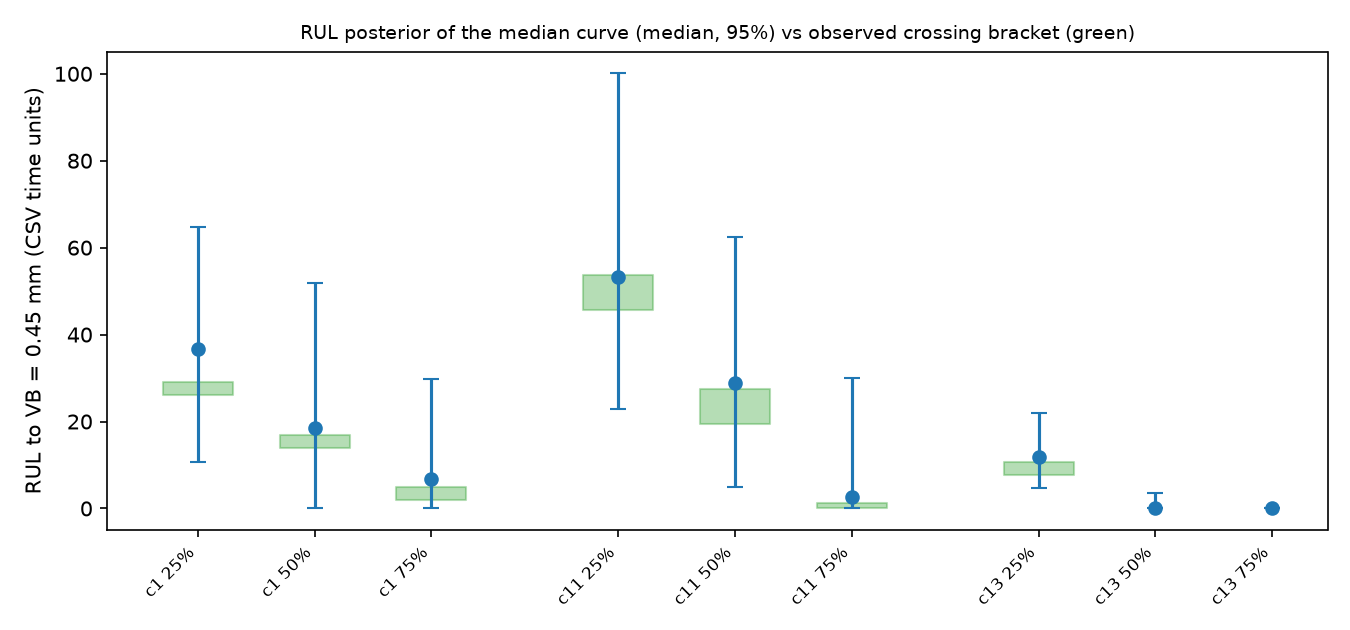 RUL posterior of the median curve (median, 95%) vs observed crossing bracket (green)
RUL to VB = 0.45 mm (CSV time units)
100
80
60
40
20
0
c1 25%
c1 50%
c1 75%
c11 25%
c11 50%
c11 75%
c13 25%
c13 50%
c13 75%